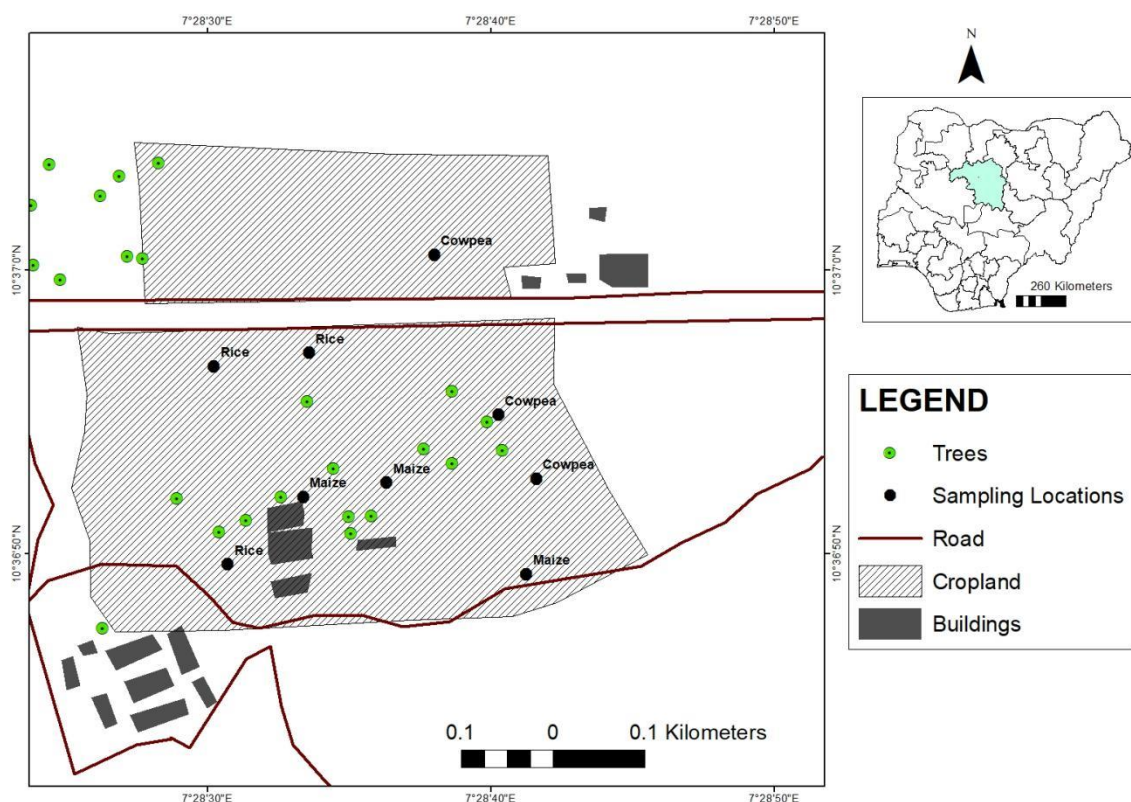 7°28'30"E
7°28'40"E
7°28'50"E
N
Cowpea
10°37'0"N
10°37'0"N
260 Kilometers
Rice
Rice
Cowpea
Maize
Maize
Cowpea
Rice
Maize
10°36'50"N
10°36'50"N
0.1 0 0.1 Kilometers
7°28'30"E
7°28'40"E
7°28'50"E
LEGEND
Trees
Sampling Locations
Road
Cropland
Buildings